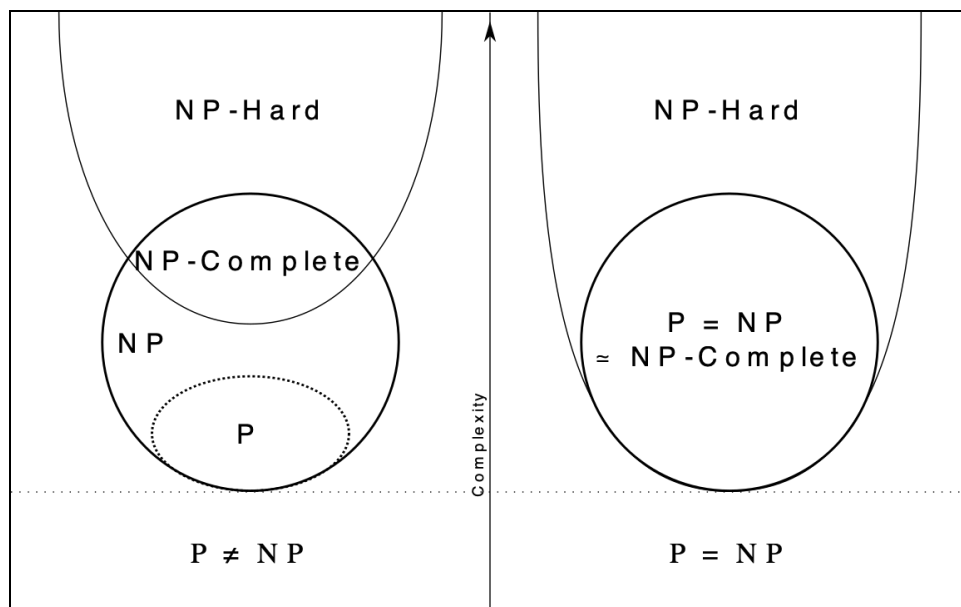 NP-Hard
NP-Complete
NP
P
P ≠ NP
Complexity
NP-Hard
P = NP
≃ NP-Complete
P = NP